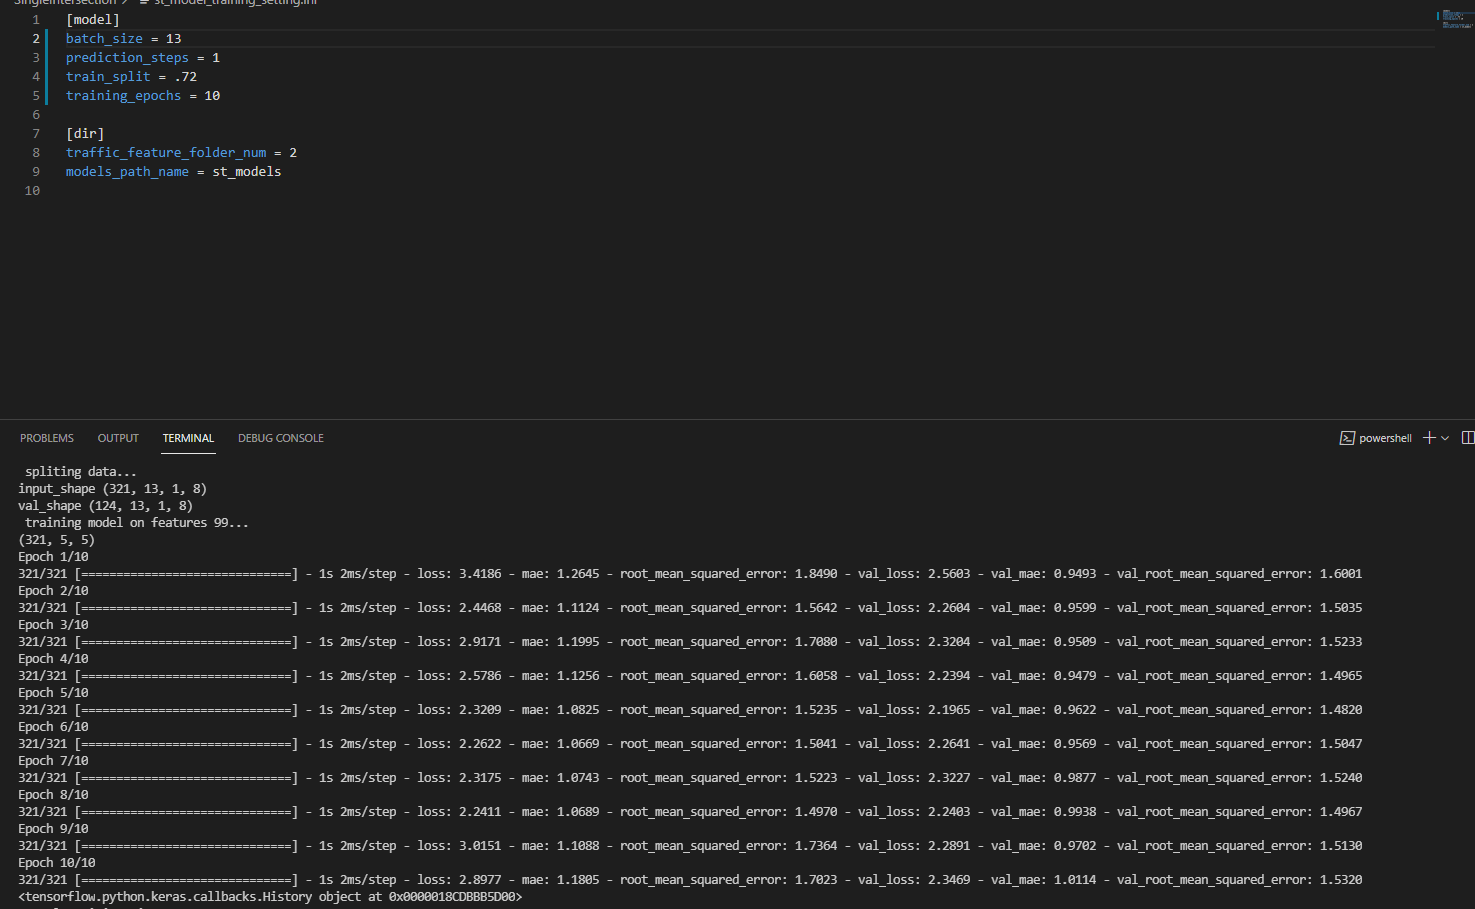 SingleIntersection > st_model_training_setting.ini
1 [model]
2 batch_size = 13
3 prediction_steps = 1
4 train_split = .72
5 training_epochs = 10
6
7 [dir]
8 traffic_feature_folder_num = 2
9 models_path_name = st_models
10
PROBLEMS OUTPUT TERMINAL DEBUG CONSOLE powershell
spliting data...
input_shape (321, 13, 1, 8)
val_shape (124, 13, 1, 8)
training model on features 99...
(321, 5, 5)
Epoch 1/10
321/321 [==============================] - 1s 2ms/step - loss: 3.4186 - mae: 1.2645 - root_mean_squared_error: 1.8490 - val_loss: 2.5603 - val_mae: 0.9493 - val_root_mean_squared_error: 1.6001
Epoch 2/10
321/321 [==============================] - 1s 2ms/step - loss: 2.4468 - mae: 1.1124 - root_mean_squared_error: 1.5642 - val_loss: 2.2604 - val_mae: 0.9599 - val_root_mean_squared_error: 1.5035
Epoch 3/10
321/321 [==============================] - 1s 2ms/step - loss: 2.9171 - mae: 1.1995 - root_mean_squared_error: 1.7080 - val_loss: 2.3204 - val_mae: 0.9509 - val_root_mean_squared_error: 1.5233
Epoch 4/10
321/321 [==============================] - 1s 2ms/step - loss: 2.5786 - mae: 1.1256 - root_mean_squared_error: 1.6058 - val_loss: 2.2394 - val_mae: 0.9479 - val_root_mean_squared_error: 1.4965
Epoch 5/10
321/321 [==============================] - 1s 2ms/step - loss: 2.3209 - mae: 1.0825 - root_mean_squared_error: 1.5235 - val_loss: 2.1965 - val_mae: 0.9622 - val_root_mean_squared_error: 1.4820
Epoch 6/10
321/321 [==============================] - 1s 2ms/step - loss: 2.2622 - mae: 1.0669 - root_mean_squared_error: 1.5041 - val_loss: 2.2641 - val_mae: 0.9569 - val_root_mean_squared_error: 1.5047
Epoch 7/10
321/321 [==============================] - 1s 2ms/step - loss: 2.3175 - mae: 1.0743 - root_mean_squared_error: 1.5223 - val_loss: 2.3227 - val_mae: 0.9877 - val_root_mean_squared_error: 1.5240
Epoch 8/10
321/321 [==============================] - 1s 2ms/step - loss: 2.2411 - mae: 1.0689 - root_mean_squared_error: 1.4970 - val_loss: 2.2403 - val_mae: 0.9938 - val_root_mean_squared_error: 1.4967
Epoch 9/10
321/321 [==============================] - 1s 2ms/step - loss: 3.0151 - mae: 1.1088 - root_mean_squared_error: 1.7364 - val_loss: 2.2891 - val_mae: 0.9702 - val_root_mean_squared_error: 1.5130
Epoch 10/10
321/321 [==============================] - 1s 2ms/step - loss: 2.8977 - mae: 1.1805 - root_mean_squared_error: 1.7023 - val_loss: 2.3469 - val_mae: 1.0114 - val_root_mean_squared_error: 1.5320
<tensorflow.python.keras.callbacks.History object at 0x0000018CDBBB5D00>